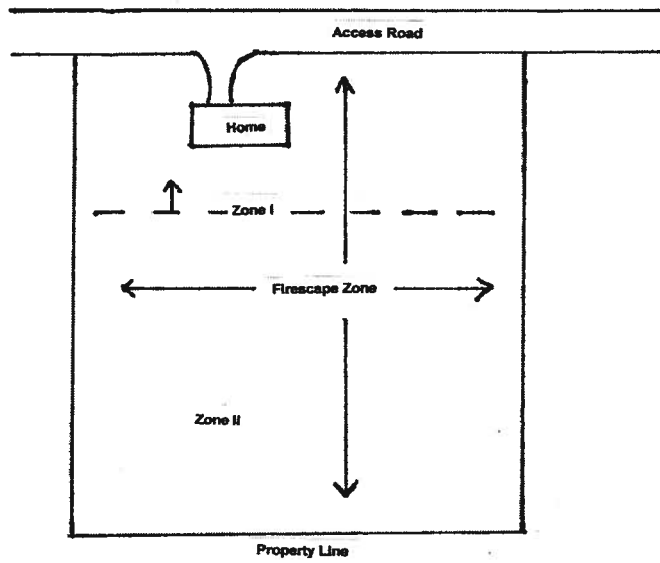 Access Road
Home
Zone I
Firescape Zone
Zone II
Property Line